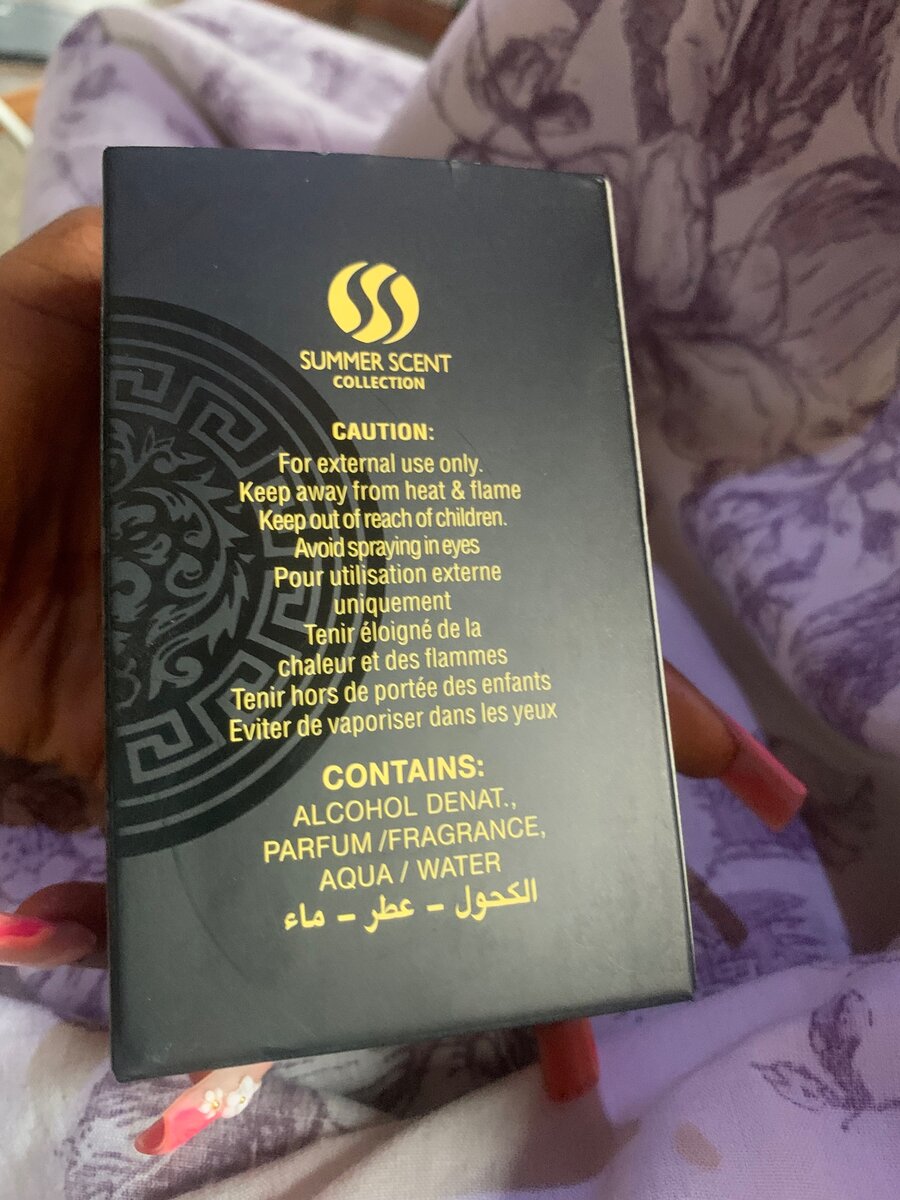 SUMMER SCENT
COLLECTION
CAUTION:
For external use only.
Keep away from heat & flame
Keep out of reach of children.
Avoid spraying in eyes
Pour utilisation externe
uniquement
Tenir éloigné de la
chaleur et des flammes
Tenir hors de portée des enfants
Eviter de vaporiser dans les yeux
CONTAINS:
ALCOHOL DENAT.,
PARFUM /FRAGRANCE,
AQUA / WATER
الكحول – عطر – ماء